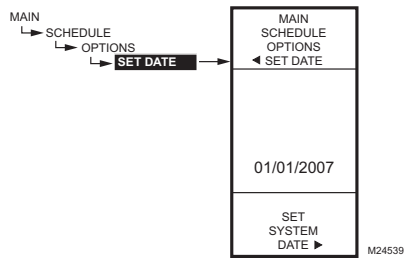 MAIN
SCHEDULE
OPTIONS
SET DATE
MAIN
SCHEDULE
OPTIONS
◄ SET DATE
01/01/2007
SET
SYSTEM
DATE ►
M24539